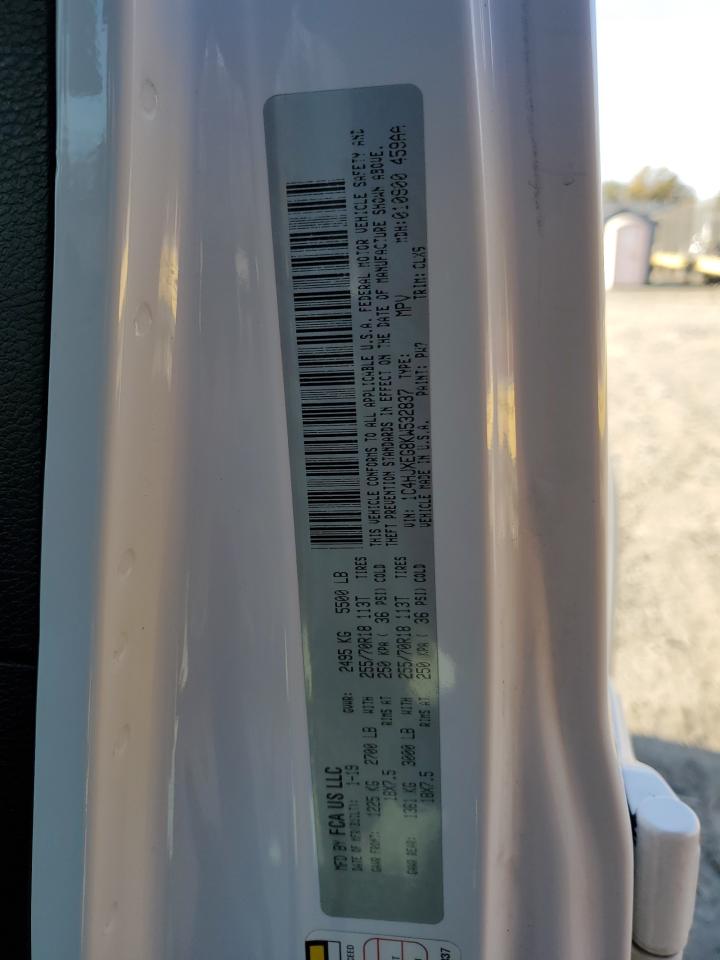 MFD BY FCA US LLC
DATE OF MFR/BUILT: 1-19 GVWR: 2495 KG 5500 LB
GAWR FRONT: 1225 KG 2700 LB WITH 255/70R18 113T TIRES
18X7.5 RIMS AT 250 KPA ( 36 PSI) COLD
GAWR REAR: 1361 KG 3000 LB WITH 255/70R18 113T TIRES
18X7.5 RIMS AT 250 KPA ( 36 PSI) COLD
THIS VEHICLE CONFORMS TO ALL APPLICABLE U.S.A. FEDERAL MOTOR VEHICLE SAFETY AND
THEFT PREVENTION STANDARDS IN EFFECT ON THE DATE OF MANUFACTURE SHOWN ABOVE.
VIN: 1C4HJXEG8KW532837 TYPE: MPV MDH:010900 459AA
VEHICLE MADE IN U.S.A. PAINT: PW7 TRIM: CLX5